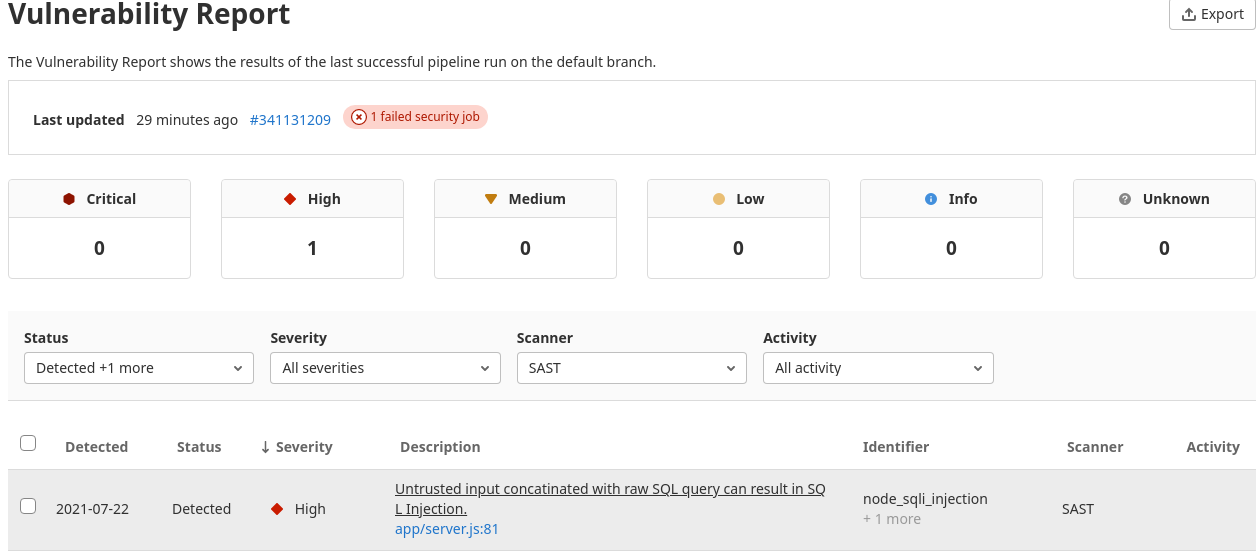 Vulnerability Report
Export
The Vulnerability Report shows the results of the last successful pipeline run on the default branch.
Last updated 29 minutes ago #341131209 1 failed security job
Critical High Medium Low Info Unknown
0 1 0 0 0 0
Status Severity Scanner Activity
Detected +1 more All severities SAST All activity
Detected Status ↓ Severity Description Identifier Scanner Activity
Untrusted input concatinated with raw SQL query can result in SQ
2021-07-22 Detected High L Injection. node_sqli_injection SAST
app/server.js:81 + 1 more